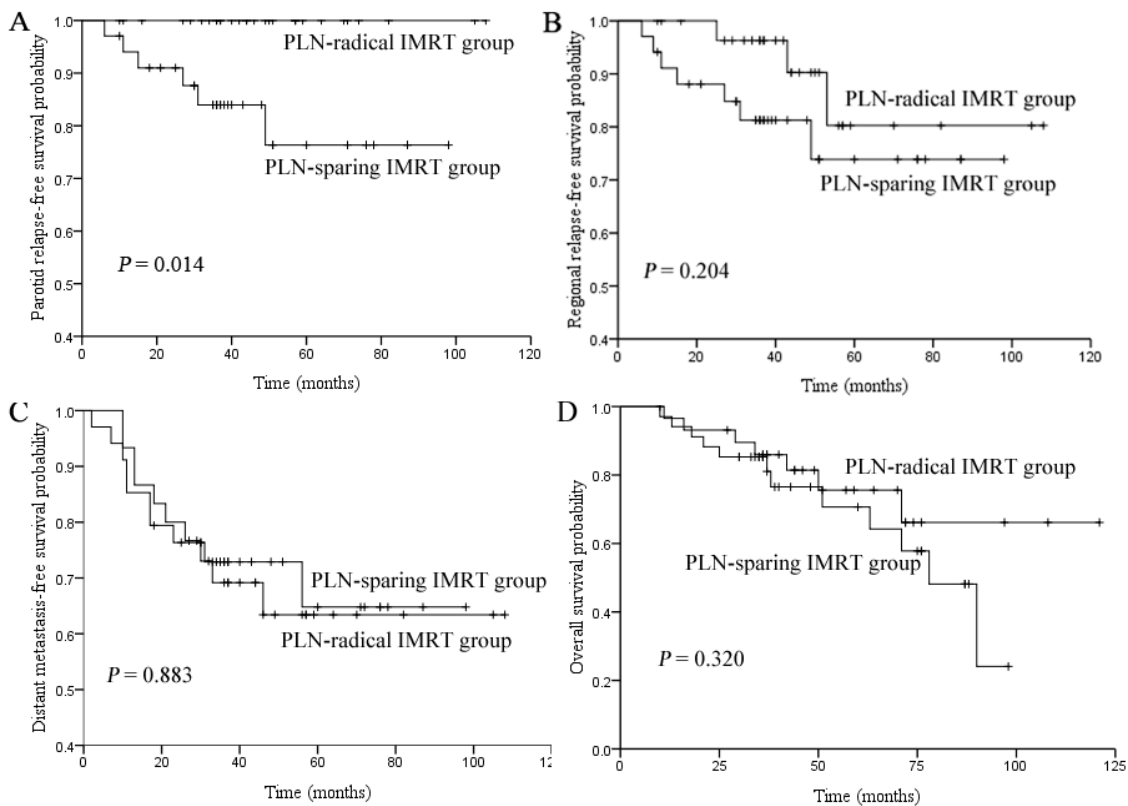 A
Parotid relapse-free survival probability
1.0
0.9
0.8
0.7
0.6
0.5
0.4
PLN-radical IMRT group
PLN-sparing IMRT group
P = 0.014
0 20 40 60 80 100 120
Time (months)
B
Regional relapse-free survival probability
1.0
0.9
0.8
0.7
0.6
0.5
0.4
PLN-radical IMRT group
PLN-sparing IMRT group
P = 0.204
0 20 40 60 80 100 120
Time (months)
C
Distant metastasis-free survival probability
1.0
0.9
0.8
0.7
0.6
0.5
0.4
PLN-sparing IMRT group
PLN-radical IMRT group
P = 0.883
0 20 40 60 80 100 12
Time (months)
D
Overall survival probability
1.0
0.8
0.6
0.4
0.2
0.0
PLN-radical IMRT group
PLN-sparing IMRT group
P = 0.320
0 25 50 75 100 125
Time (months)